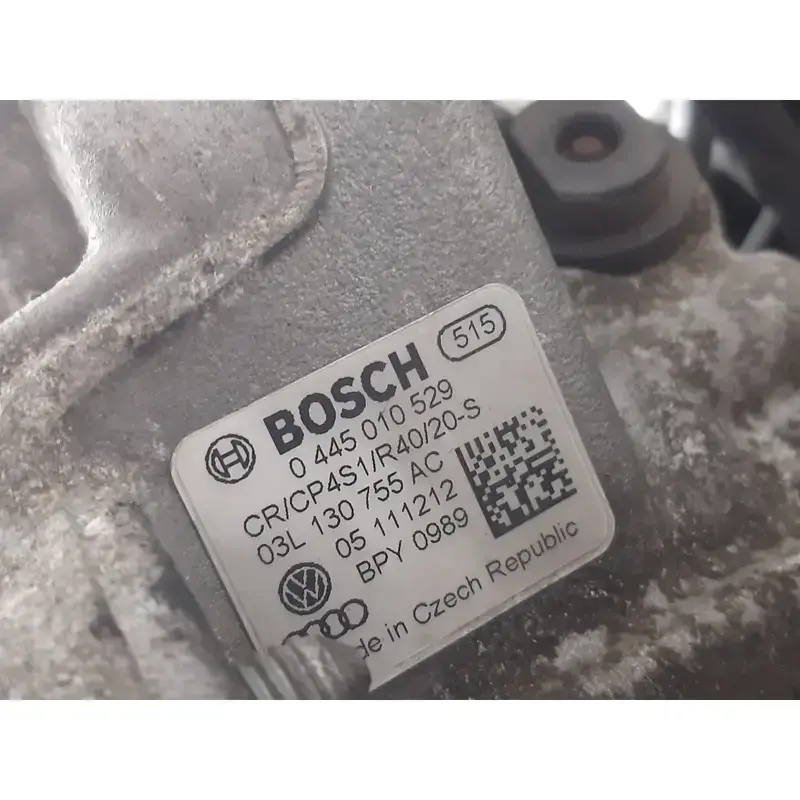 515
BOSCH
0 445 010 529
CR/CP4S1/R40/20-S
03L 130 755 AC
05 111212
BPY 0989
in Czech Republic